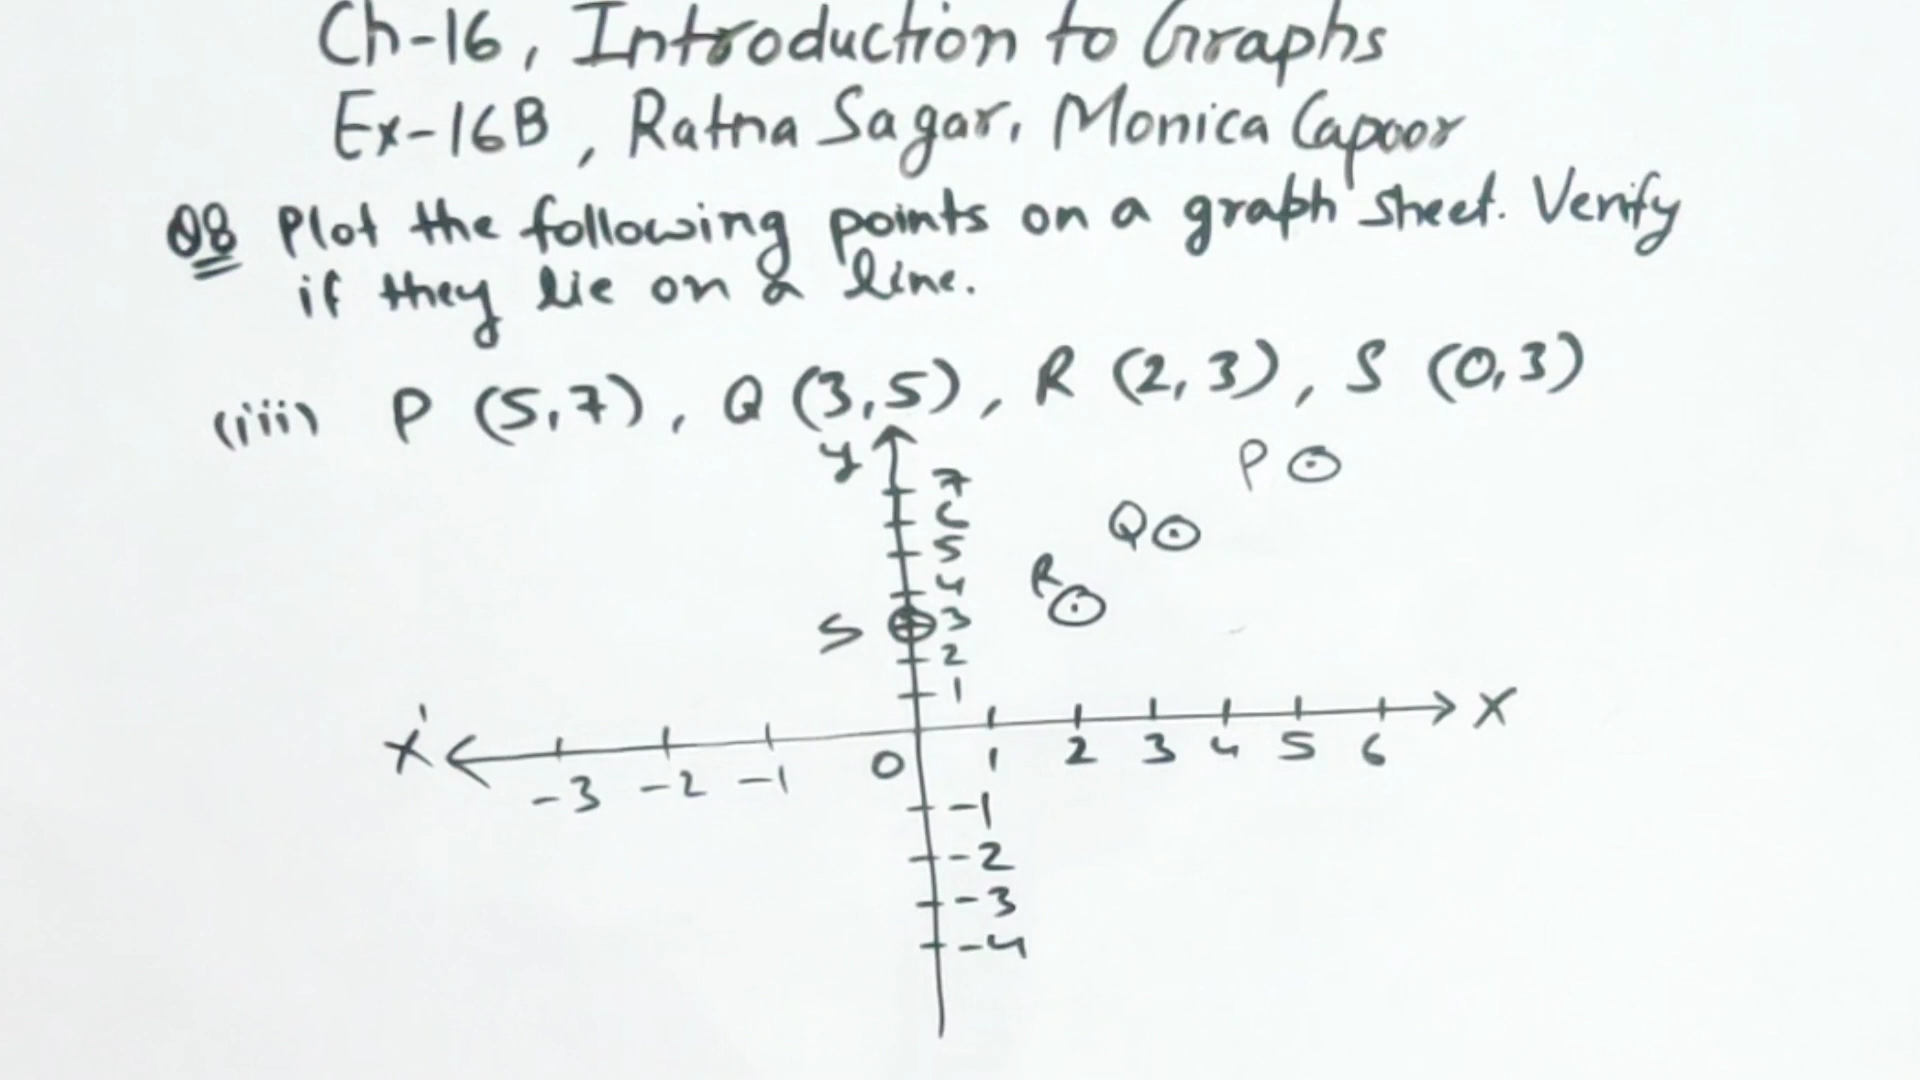 Ch-16, Introduction to Graphs
Ex-16B, Ratna Sagar, Monica Capoor
Q8 Plot the following points on a graph sheet. Verify
if they lie on a line.
(iii) P (5,7), Q (3,5), R (2,3), S (0,3)
Y
P
7
6
Q
5
4
R
S 3
2
1
X' X
-3 -2 -1 0 1 2 3 4 5 6
-1
-2
-3
-4